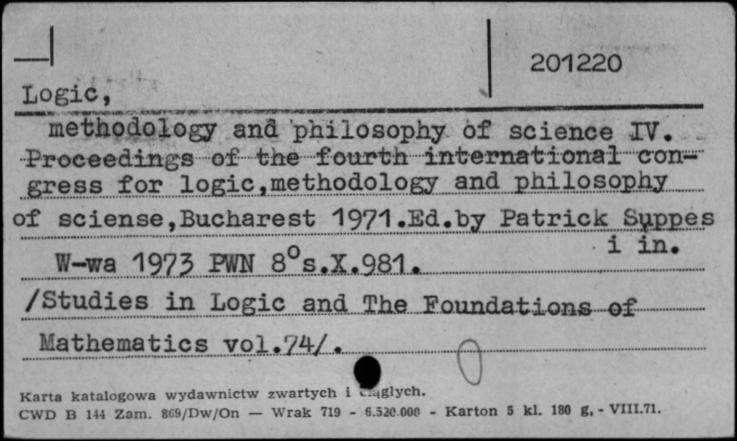 201220
Logic,
methodology and philosophy of science IV.
Proceedings of the fourth international con-
gress for logic,methodology and philosophy
of sciense,Bucharest 1971.Ed.by Patrick Suppes
i in.
W-wa 1973 PWN 8°s.X.981.
/Studies in Logic and The Foundations of
Mathematics vol.74/.
Karta katalogowa wydawnictw zwartych i ciągłych.
CWD B 144 Zam. 869/Dw/On — Wrak 719 - 6.520.000 - Karton 5 kl. 180 g, - VIII.71.